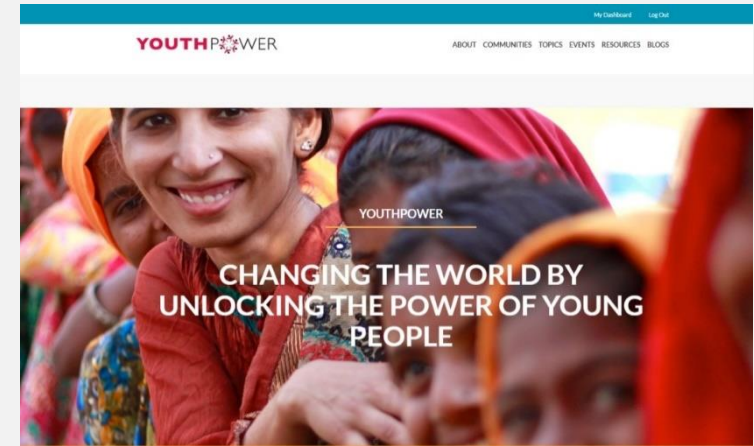 My Dashboard Log Out
YOUTHPOWER
ABOUT COMMUNITIES TOPICS EVENTS RESOURCES BLOGS
YOUTHPOWER
CHANGING THE WORLD BY
UNLOCKING THE POWER OF YOUNG
PEOPLE